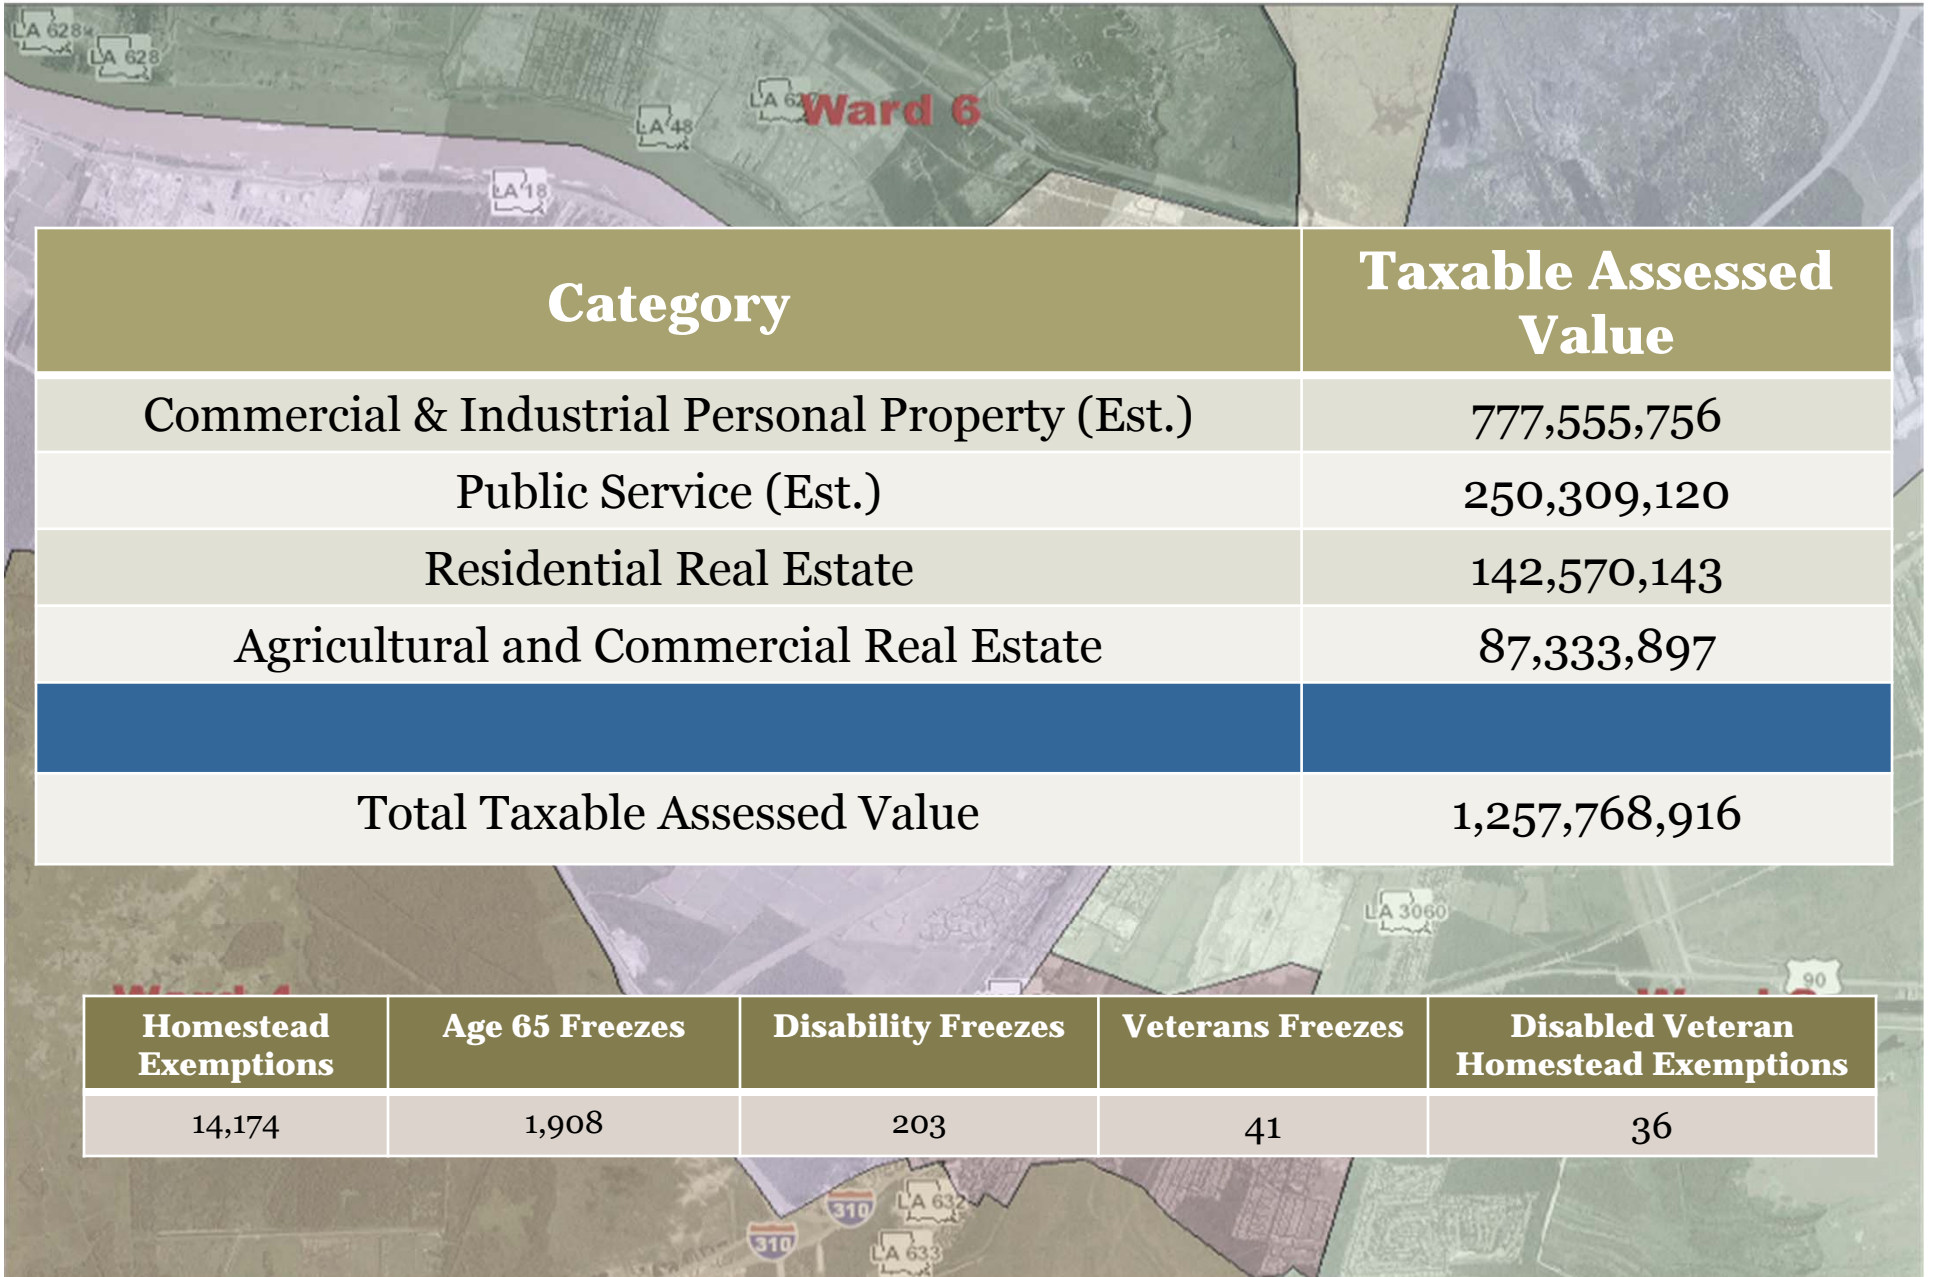 LA 628
LA 628
Ward 6
LA 48
LA 18
Category
Taxable Assessed
Value
Commercial & Industrial Personal Property (Est.)
777,555,756
Public Service (Est.)
250,309,120
Residential Real Estate
142,570,143
Agricultural and Commercial Real Estate
87,333,897
Total Taxable Assessed Value
1,257,768,916
LA 3060
90
Homestead
Exemptions
Age 65 Freezes
Disability Freezes
Veterans Freezes
Disabled Veteran
Homestead Exemptions
14,174
1,908
203
41
36
310
LA 632
310
LA 633